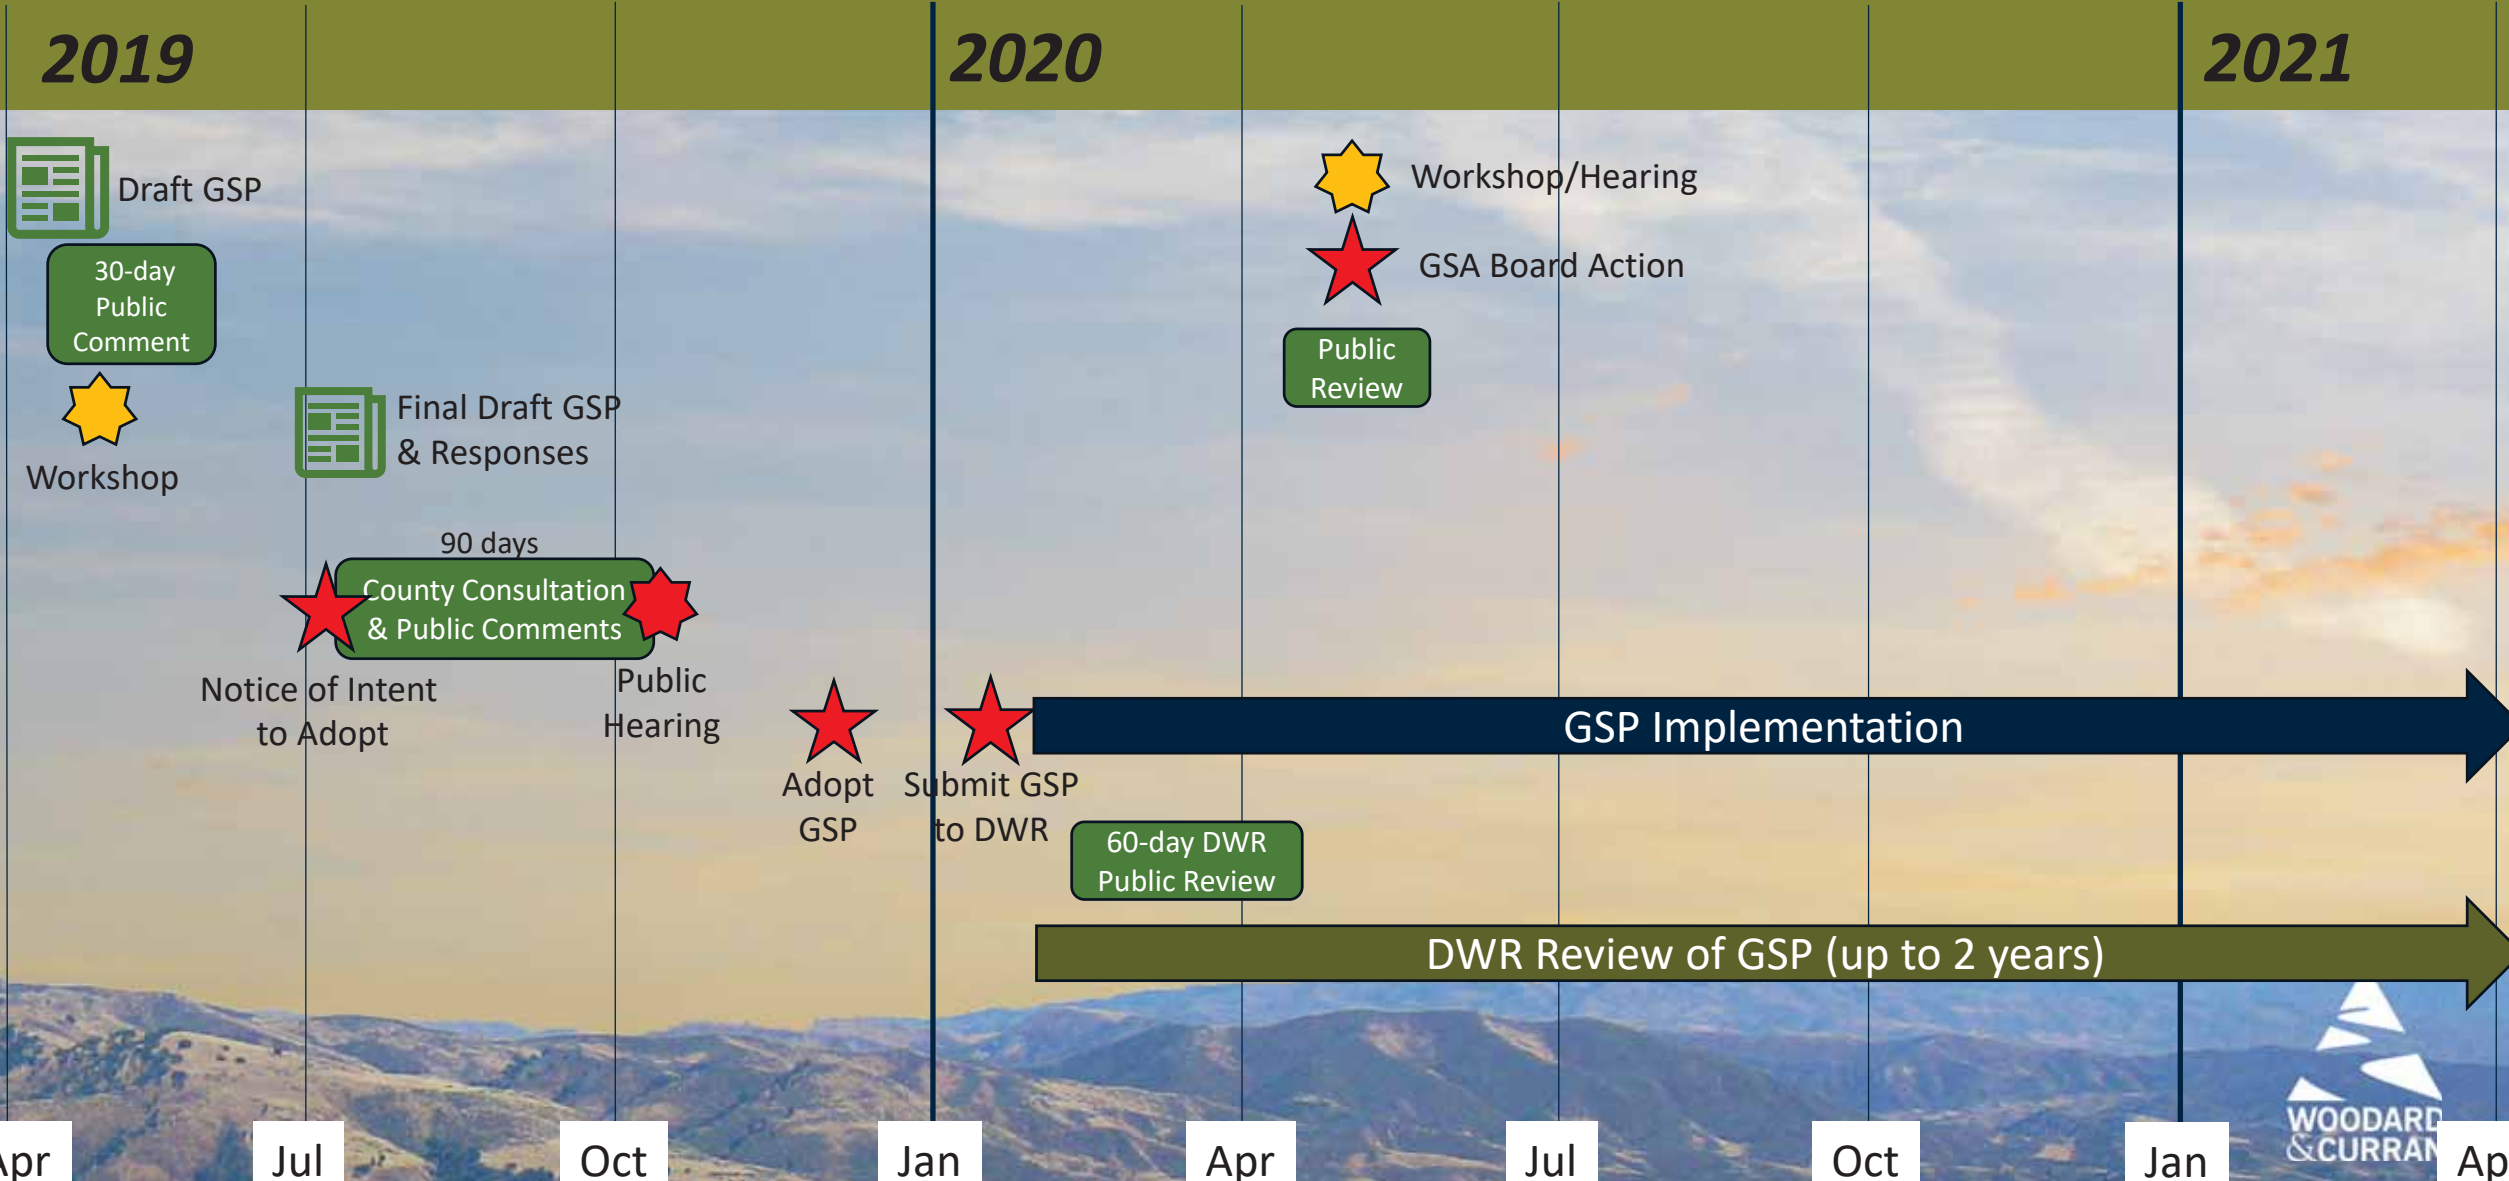 2019
2020
2021
Draft GSP
30-day
Public
Comment
Workshop
Final Draft GSP
& Responses
90 days
County Consultation
& Public Comments
Notice of Intent
to Adopt
Public
Hearing
Adopt
GSP
Submit GSP
to DWR
Workshop/Hearing
GSA Board Action
Public
Review
GSP Implementation
60-day DWR
Public Review
DWR Review of GSP (up to 2 years)
WOODARD
&CURRAN
Apr
Jul
Oct
Jan
Apr
Jul
Oct
Jan
Ap